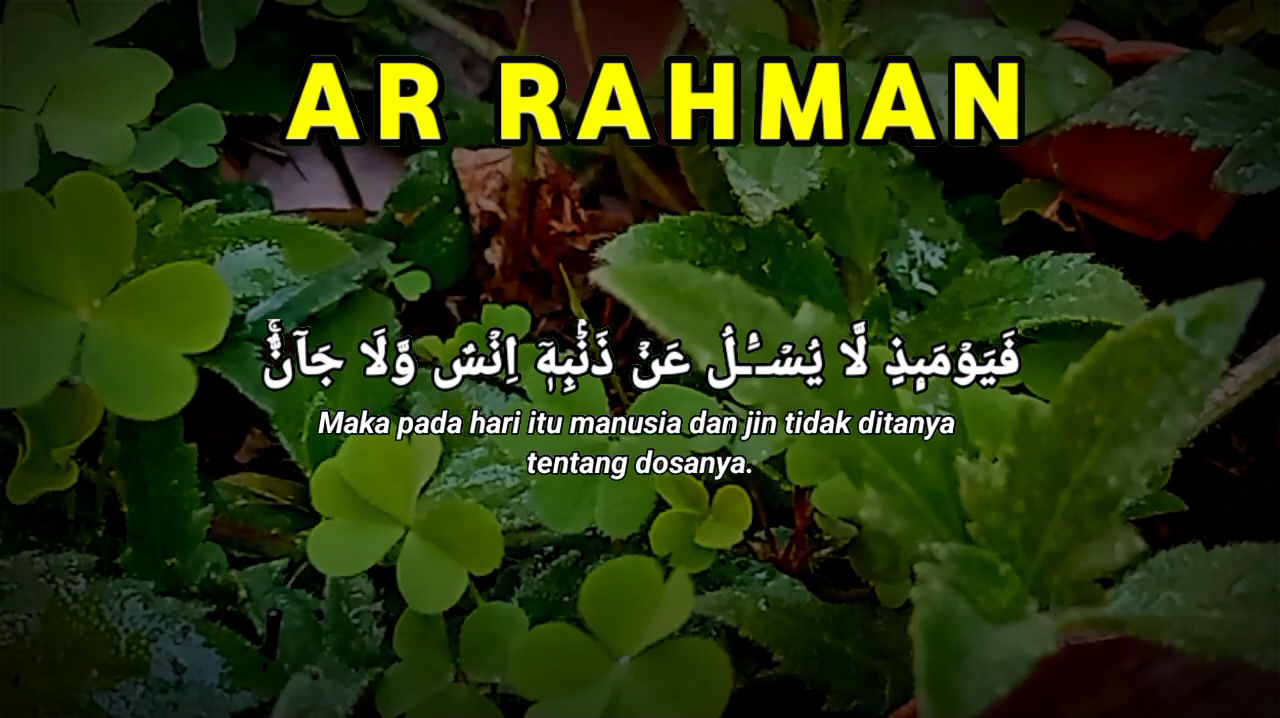 AR RAHMAN
فَيَوْمَىِٕذٍ لَّا يُسْـَٔلُ عَنْ ذَنْۢبِهٖٓ اِنْسٌ وَّلَا جَاۤنٌّۚ
Maka pada hari itu manusia dan jin tidak ditanya
tentang dosanya.